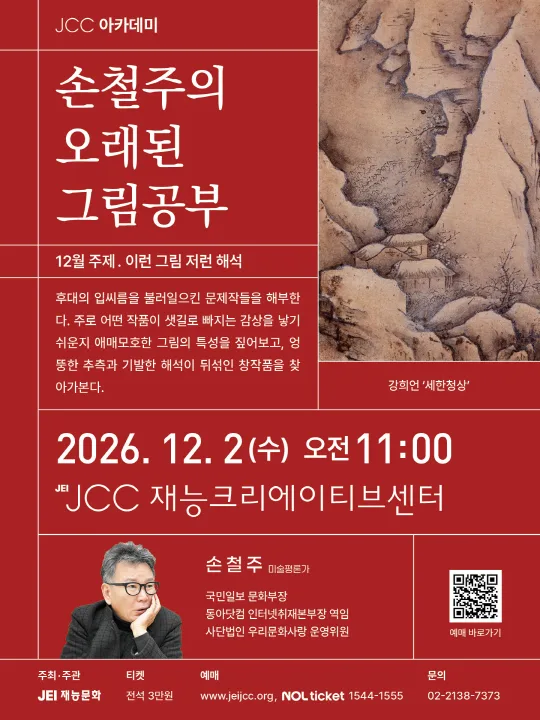 JCC 아카데미
손철주의
오래된
그림공부
12월 주제. 이런 그림 저런 해석
후대의 입씨름을 불러일으킨 문제작들을 해부한
다. 주로 어떤 작품이 샛길로 빠지는 감상을 낳기
쉬운지 애매모호한 그림의 특성을 짚어보고, 엉
뚱한 추측과 기발한 해석이 뒤섞인 창작품을 찾
아가본다.
강희언 ‘세한청상’
2026. 12. 2(수) 오전 11:00
JEI JCC 재능크리에이티브센터
손철주 미술평론가
국민일보 문화부장
동아닷컴 인터넷취재본부장 역임
사단법인 우리문화사랑 운영위원
예매 바로가기
주최·주관 티켓 예매 문의
JEI 재능문화 전석 3만원 www.jeijcc.org, NOL ticket 1544-1555 02-2138-7373